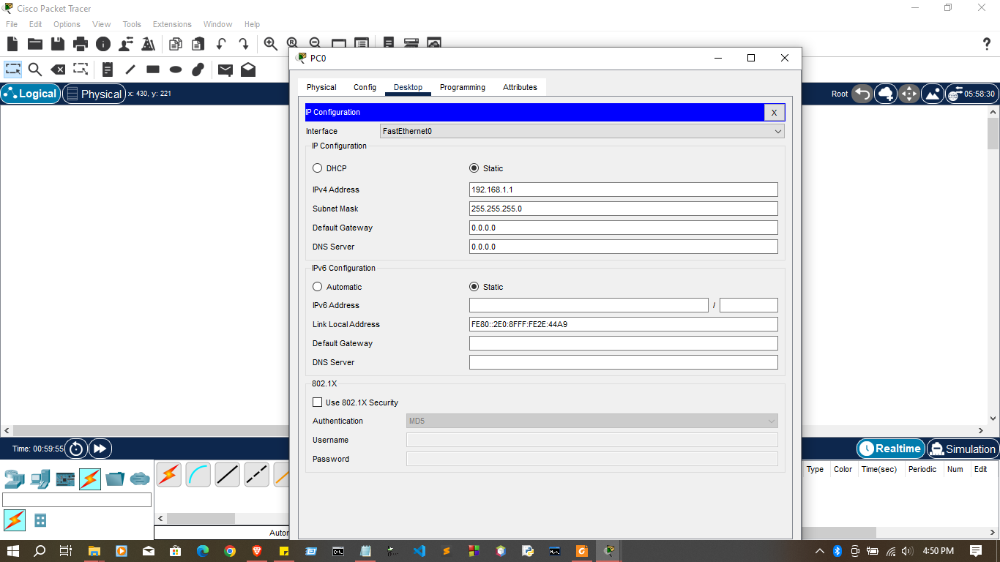 Cisco Packet Tracer
File Edit Options View Tools Extensions Window Help
R
?
PC0
Physical Config Desktop Programming Attributes
Logical Physical x: 430, y: 221
Root 05:58:30
IP Configuration X
Interface FastEthernet0
IP Configuration
DHCP Static
IPv4 Address 192.168.1.1
Subnet Mask 255.255.255.0
Default Gateway 0.0.0.0
DNS Server 0.0.0.0
IPv6 Configuration
Automatic Static
IPv6 Address /
Link Local Address FE80::2E0:8FFF:FE2E:44A9
Default Gateway
DNS Server
802.1X
Use 802.1X Security
Authentication MD5
Username
Password
Time: 00:59:55 Realtime Simulation
Type Color Time(sec) Periodic Num Edit
Autor
4:50 PM